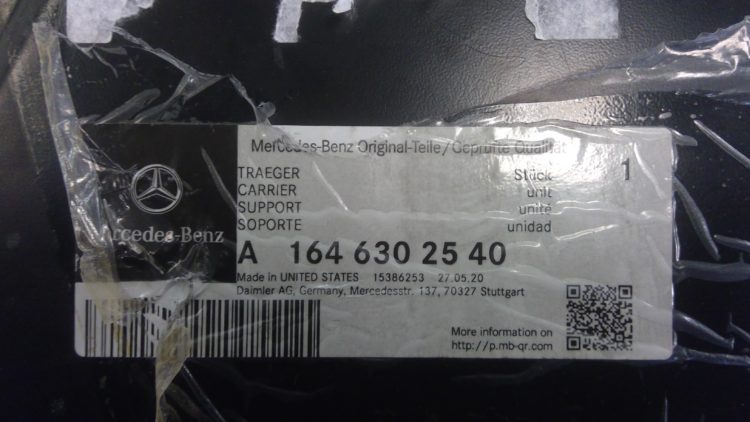 Mercedes-Benz Original-Teile/Geprüfte Qualität
TRAEGER Stück 1
CARRIER unit
SUPPORT unité
SOPORTE unidad
Mercedes-Benz
A 164 630 25 40
Made in UNITED STATES 15386253 27.05.20
Daimler AG, Germany, Mercedesstr. 137, 70327 Stuttgart
More information on
http://p.mb-qr.com